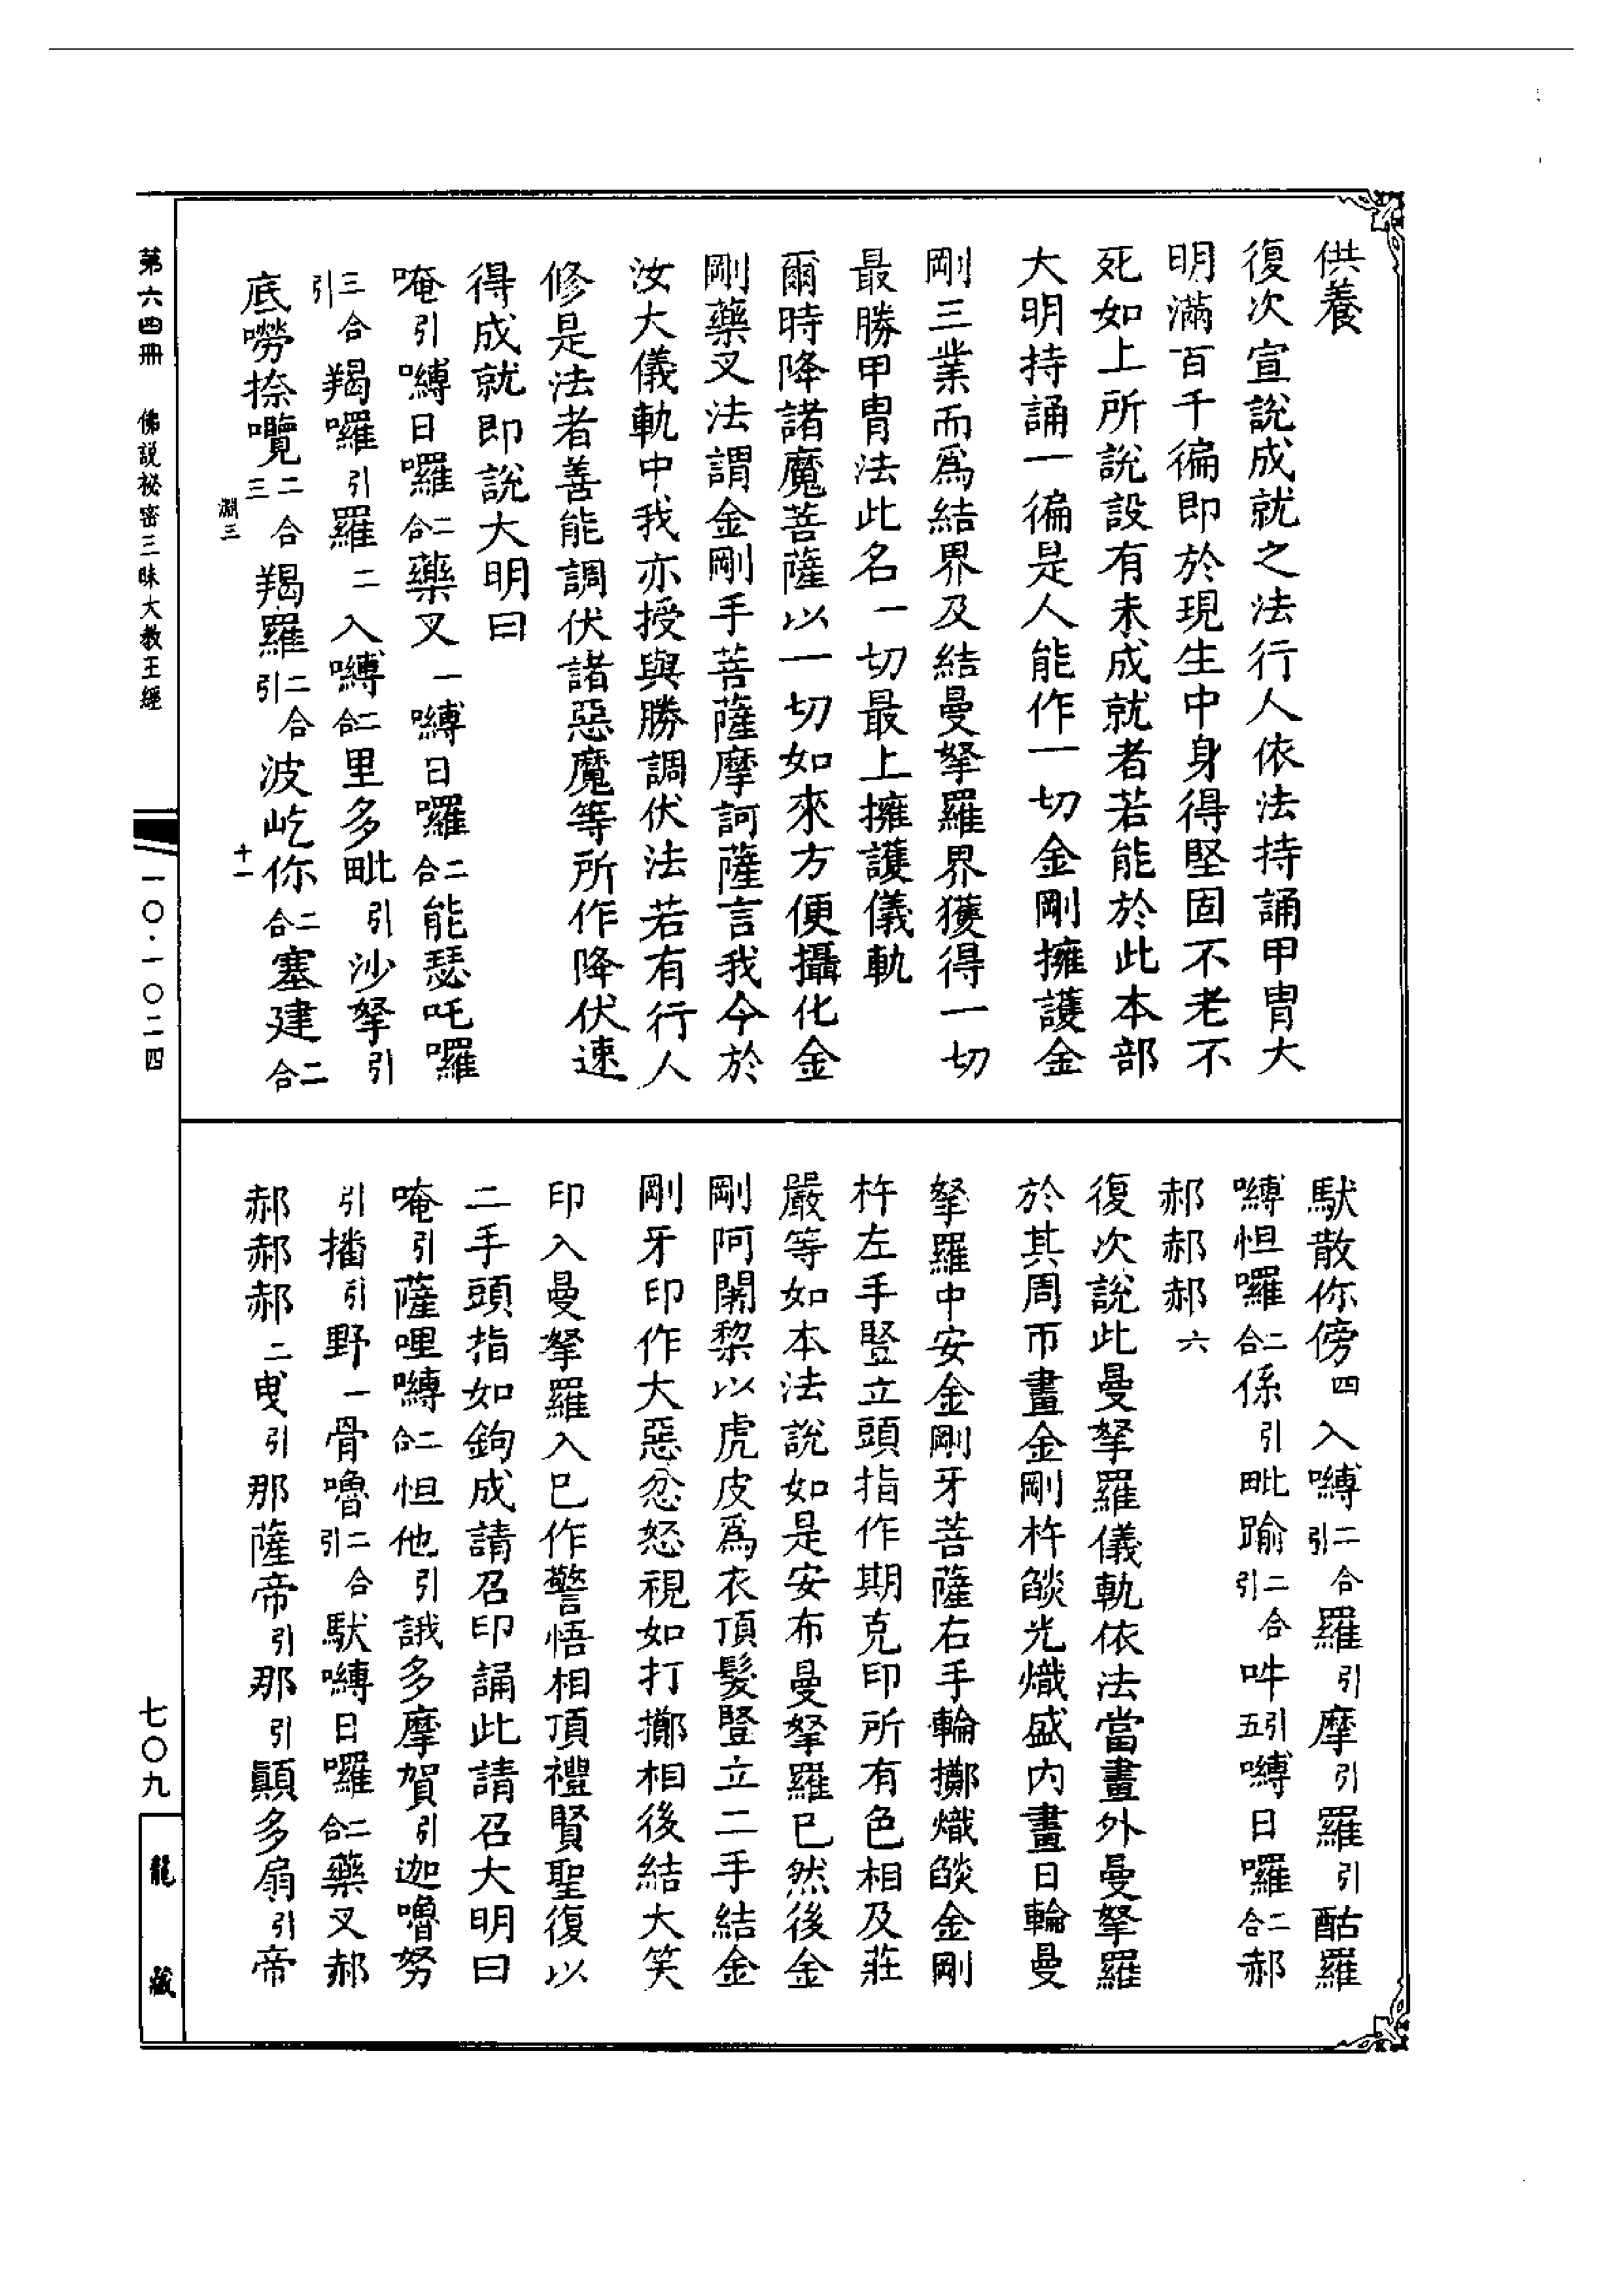 供養
復次宣說成就之法行人依法持誦甲冑大
明滿百千徧即於現生中身得堅固不老不
死如上所說設有未成就者若能於此本部
大明持誦一徧是人能作一切金剛擁護金
剛三業而爲結界及結曼拏羅界獲得一切
最勝甲冑法此名一切最上擁護儀軌
爾時降諸魔菩薩以一切如來方便攝化金
剛藥叉法謂金剛手菩薩摩訶薩言我今於
汝大儀軌中我亦授與勝調伏法若有行人
修是法者善能調伏諸惡魔等所作降伏速
得成就即說大明曰
唵引嚩日囉二合藥叉一嚩日囉二合能瑟吒囉
三合引羯囉引羅二入嚩二合里多毗引沙拏引
底嘮捺囕二合三羯羅二合引波屹你二合塞建二合
馱散你傍四入嚩二合引羅引摩引羅引酤羅
嚩怛囉二合係引毗踰二合引吽引五嚩日囉二合郝
郝郝郝六
復次說此曼拏羅儀軌依法當畫外曼拏羅
於其周帀畫金剛杵燄光熾盛內畫日輪曼
拏羅中安金剛牙菩薩右手輪擲熾燄金剛
杵左手豎立頭指作期克印所有色相及莊
嚴等如本法說如是安布曼拏羅已然後金
剛阿闍黎以虎皮爲衣頂髮豎立二手結金
剛牙印作大惡忿怒視如打擲相後結大笑
印入曼拏羅入已作警悟相頂禮賢聖復以
二手頭指如鉤成請召印誦此請召大明曰
唵引薩哩嚩二合怛他引誐多摩賀引迦嚕努
引播引野一骨嚕二合引馱嚩日囉二合藥叉郝
郝郝郝二曳引那薩帝引那引顛多扇引帝
第六四冊 佛說祕密三昧大教王經
淵三
十一
一〇·一〇二四
七〇九
龍藏